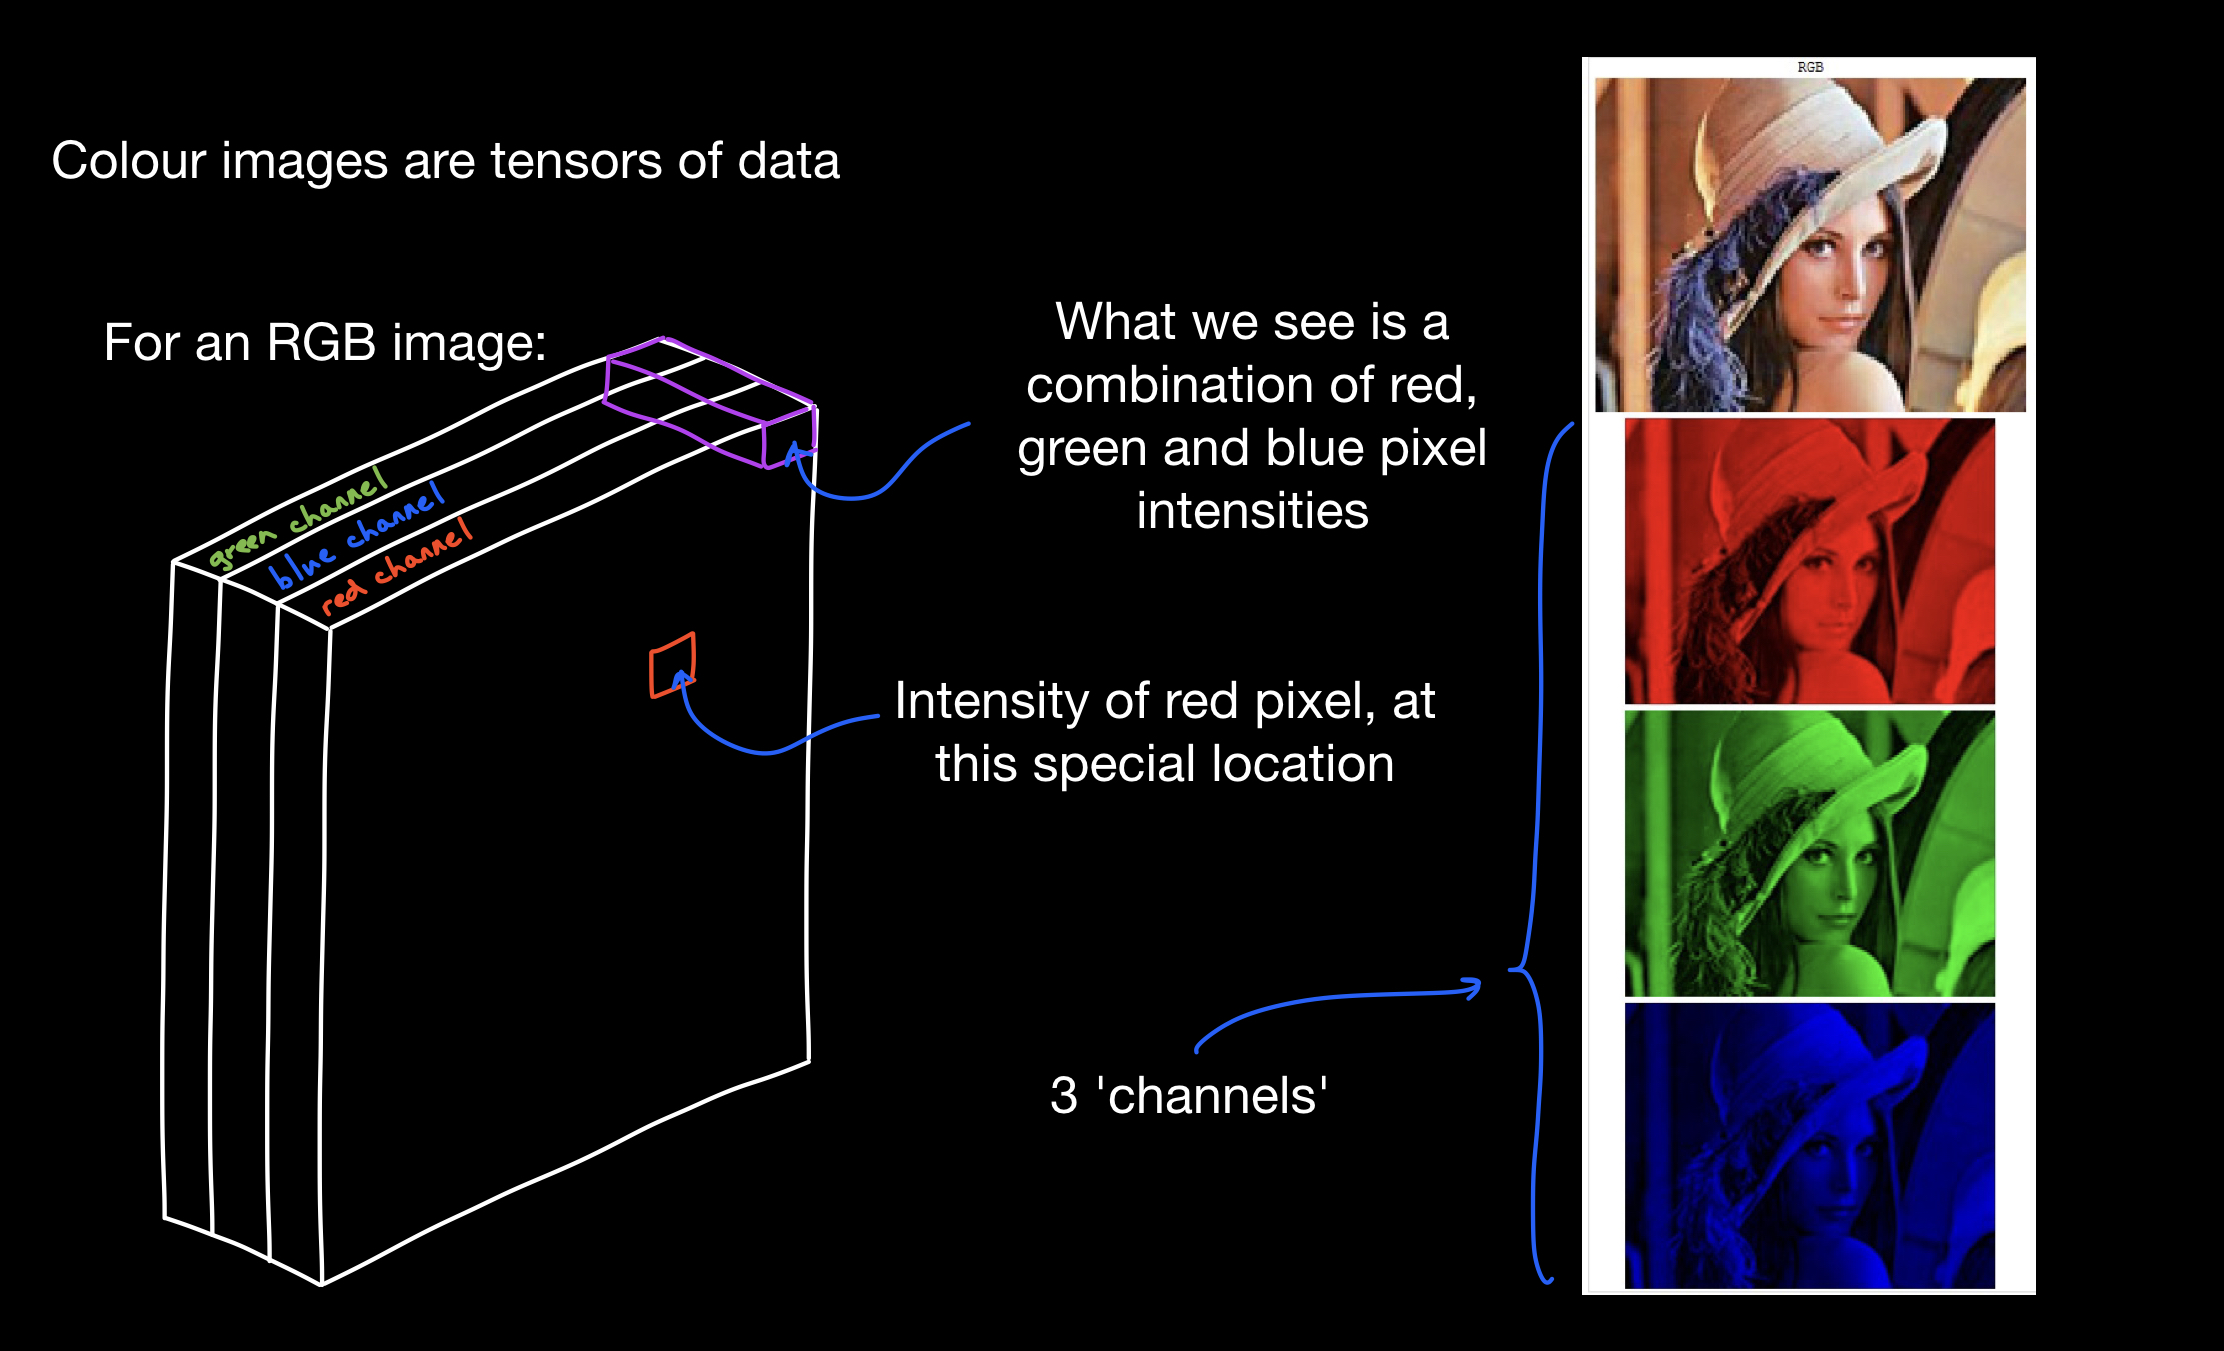 Colour images are tensors of data
For an RGB image:
green channel
blue channel
red channel
What we see is a
combination of red,
green and blue pixel
intensities
Intensity of red pixel, at
this special location
3 'channels'
RGB